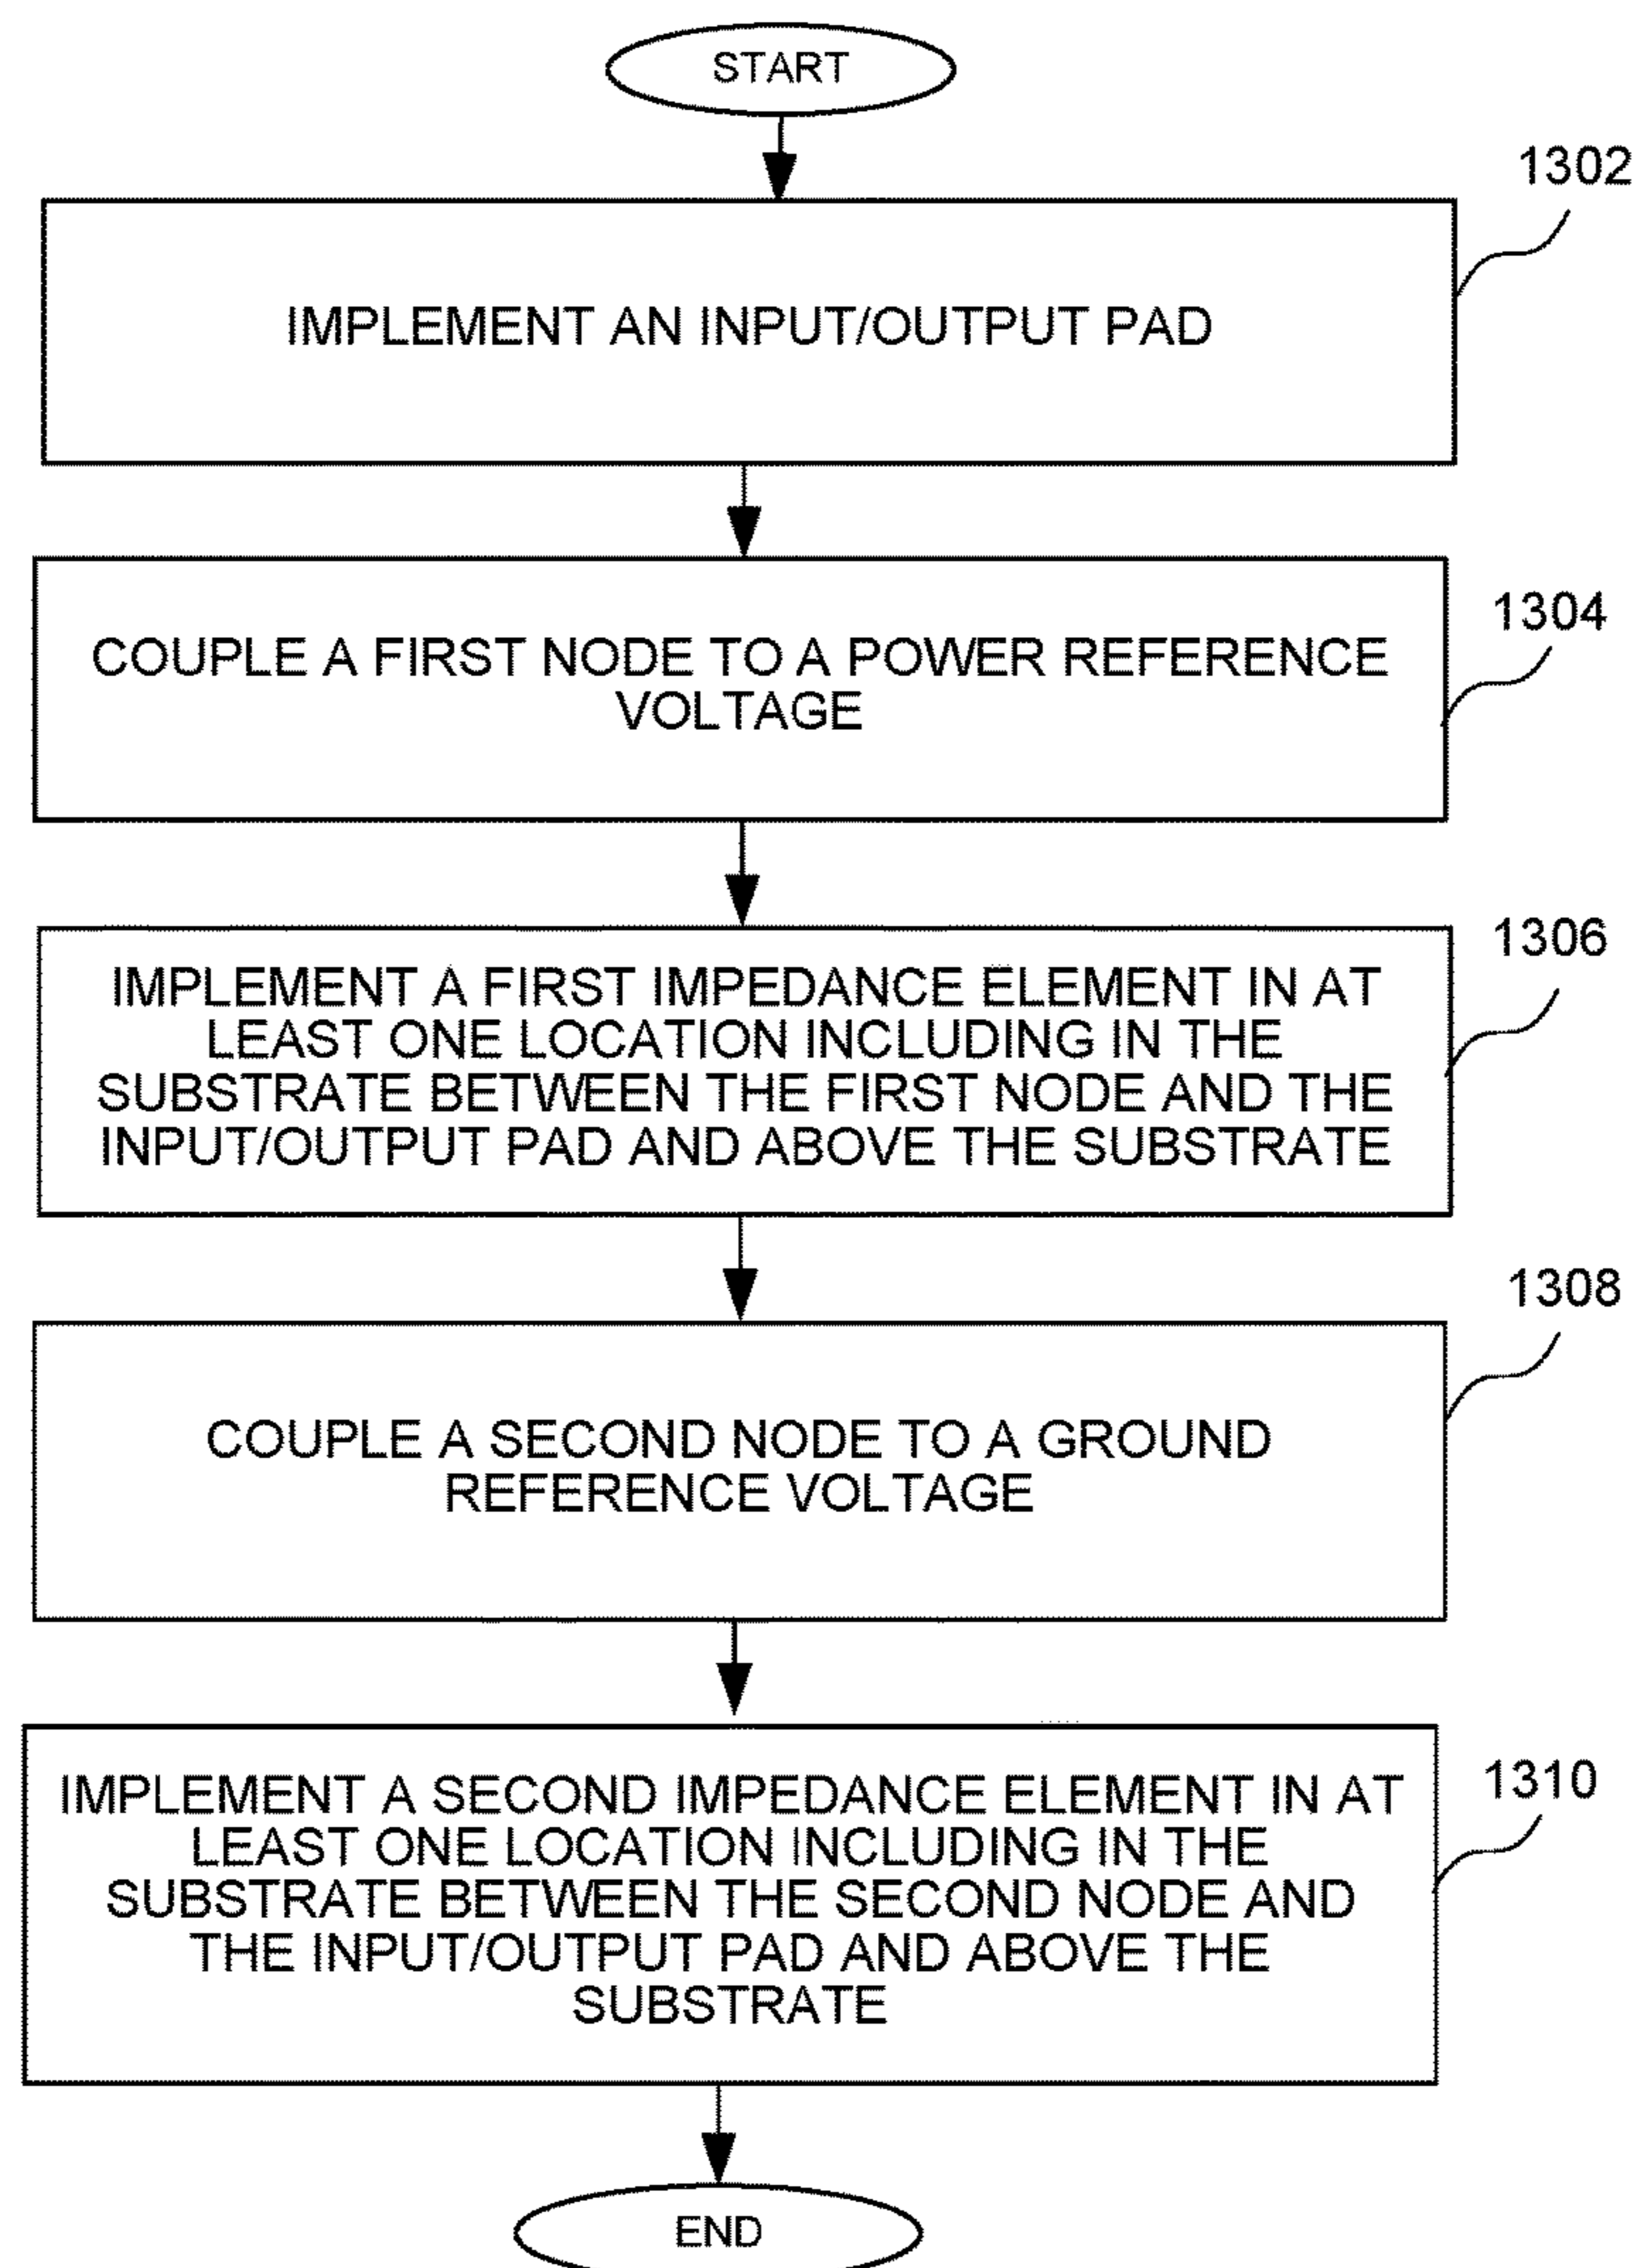 START
1302
IMPLEMENT AN INPUT/OUTPUT PAD
1304
COUPLE A FIRST NODE TO A POWER REFERENCE
VOLTAGE
1306
IMPLEMENT A FIRST IMPEDANCE ELEMENT IN AT
LEAST ONE LOCATION INCLUDING IN THE
SUBSTRATE BETWEEN THE FIRST NODE AND THE
INPUT/OUTPUT PAD AND ABOVE THE SUBSTRATE
1308
COUPLE A SECOND NODE TO A GROUND
REFERENCE VOLTAGE
1310
IMPLEMENT A SECOND IMPEDANCE ELEMENT IN AT
LEAST ONE LOCATION INCLUDING IN THE
SUBSTRATE BETWEEN THE SECOND NODE AND
THE INPUT/OUTPUT PAD AND ABOVE THE
SUBSTRATE
END